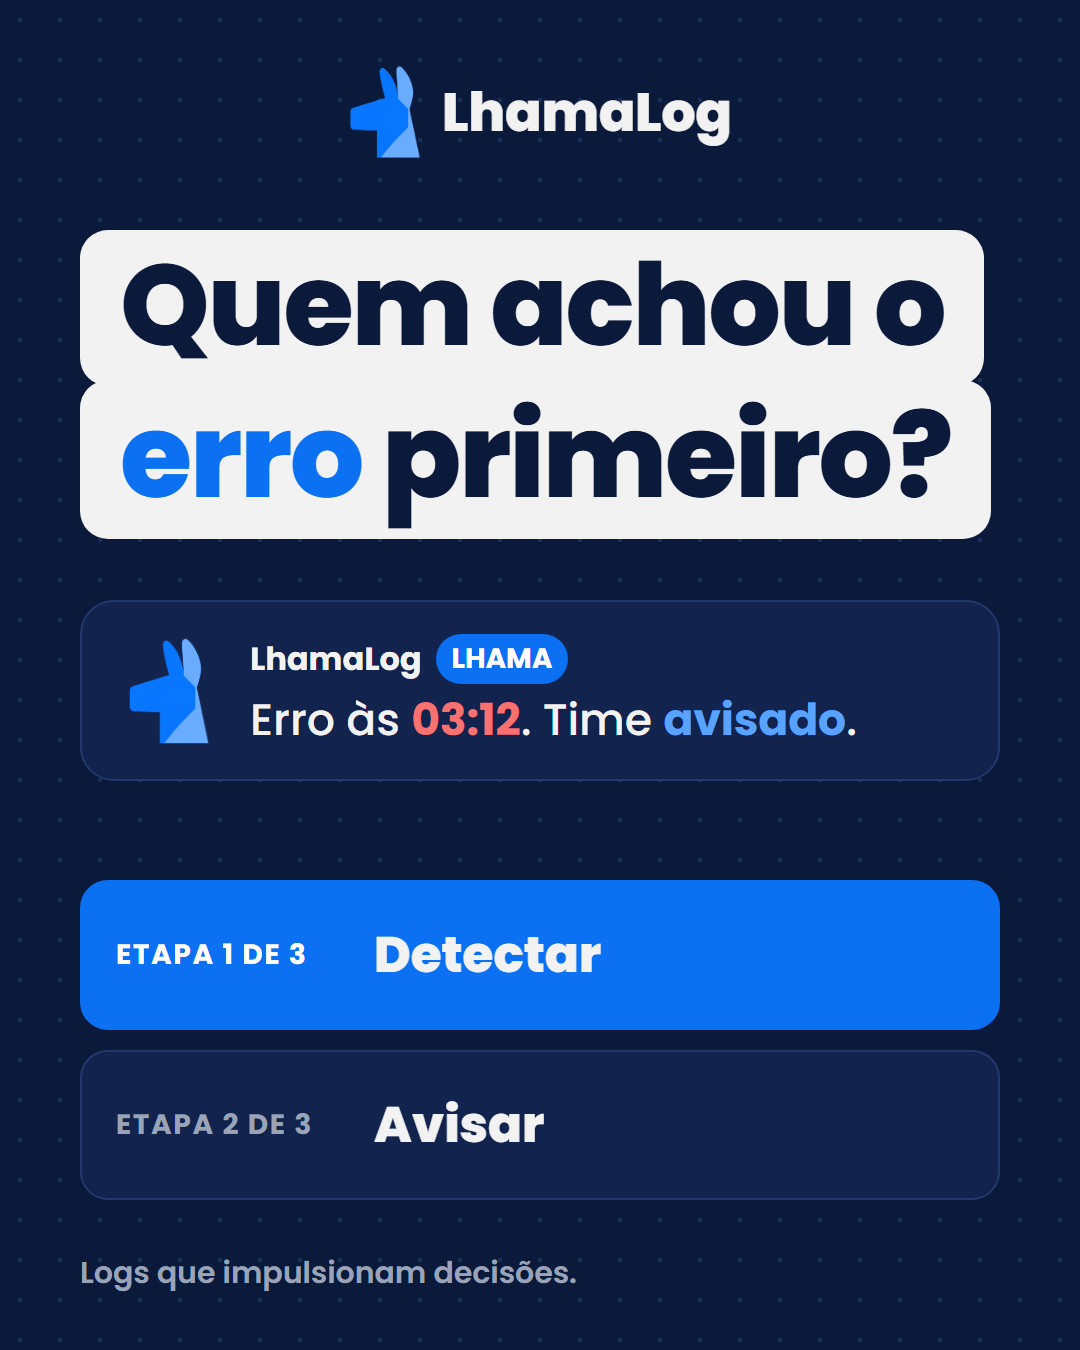 LhamaLog
Quem achou o
erro primeiro?
LhamaLog LHAMA
Erro às 03:12. Time avisado.
ETAPA 1 DE 3 Detectar
ETAPA 2 DE 3 Avisar
Logs que impulsionam decisões.